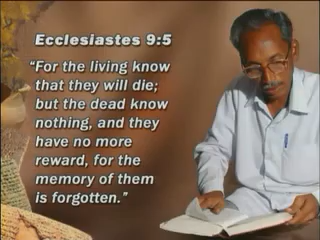 Ecclesiastes 9:5
"For the living know
that they will die;
but the dead know
nothing, and they
have no more
reward, for the
memory of them
is forgotten."